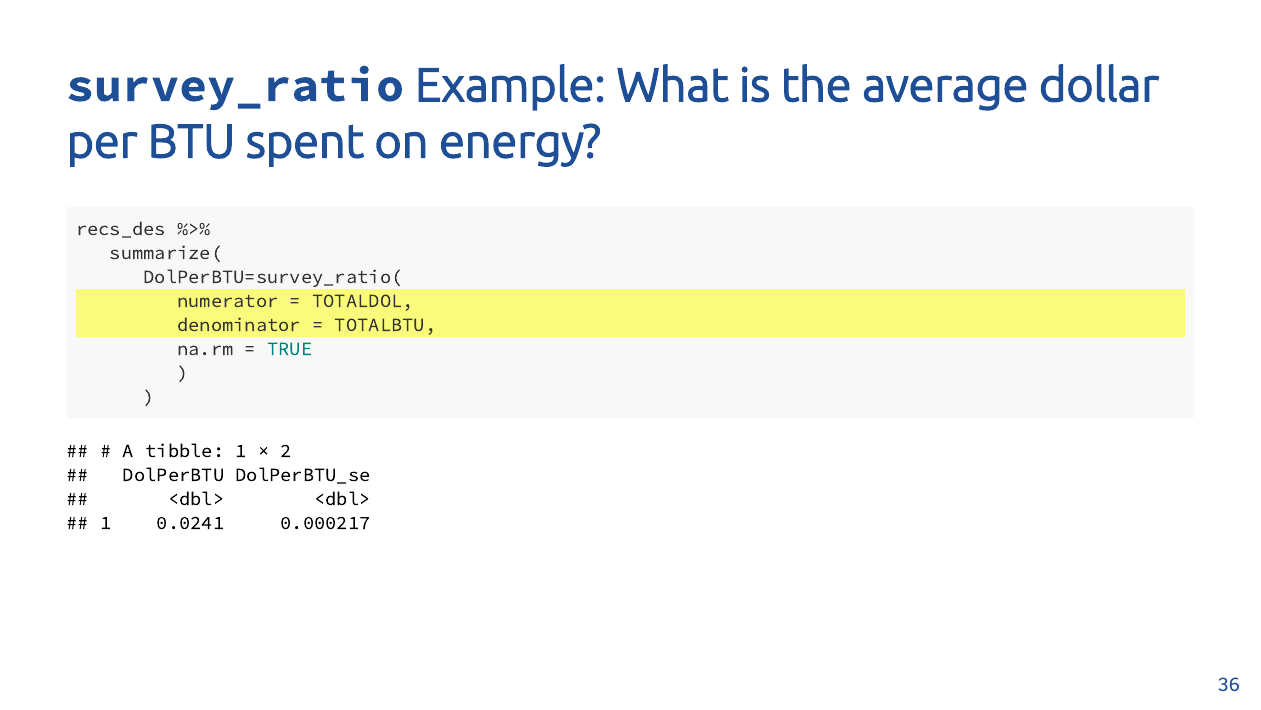 survey_ratio Example: What is the average dollar
per BTU spent on energy?
recs_des %>%
   summarize(
      DolPerBTU=survey_ratio(
         numerator = TOTALDOL,
         denominator = TOTALBTU,
         na.rm = TRUE
         )
      )
## # A tibble: 1 × 2
##   DolPerBTU DolPerBTU_se
##       <dbl>        <dbl>
## 1    0.0241     0.000217
36